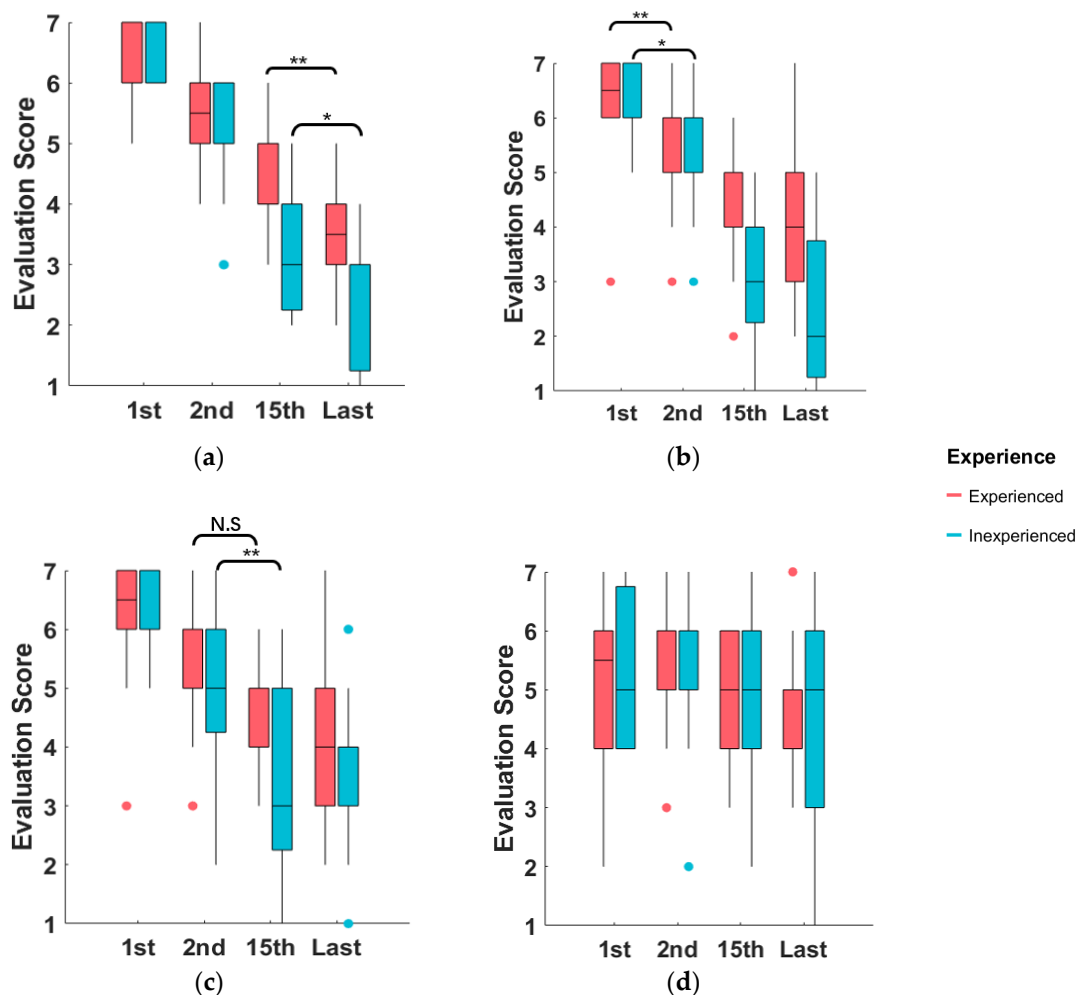 7
6
5
4
3
2
1
Evaluation Score
**
*
1st 2nd 15th Last
(a)
7
6
5
4
3
2
1
Evaluation Score
**
*
1st 2nd 15th Last
(b)
Experience
Experienced
Inexperienced
7
6
5
4
3
2
1
Evaluation Score
N.S
**
1st 2nd 15th Last
(c)
7
6
5
4
3
2
1
Evaluation Score
1st 2nd 15th Last
(d)